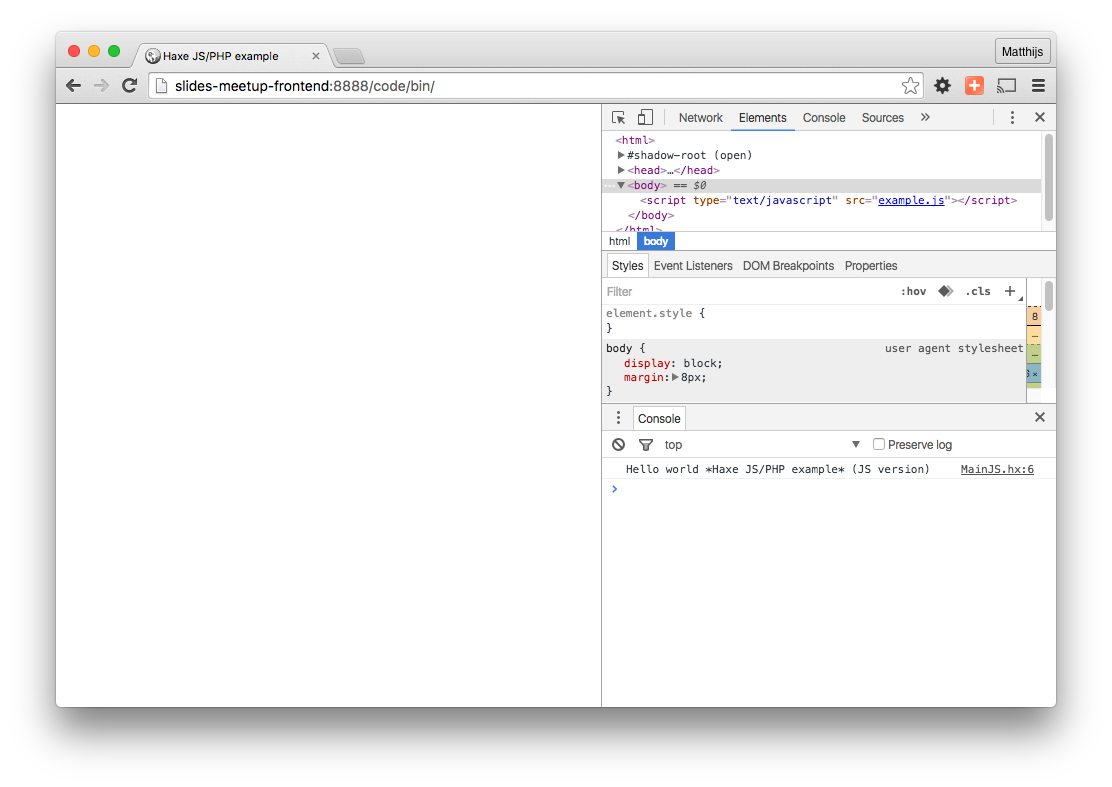 Haxe JS/PHP example
Matthijs
slides-meetup-frontend:8888/code/bin/
Network Elements Console Sources »
<html>
#shadow-root (open)
<head>…</head>
<body> == $0
<script type="text/javascript" src="example.js"></script>
</body>
</html>
html body
Styles Event Listeners DOM Breakpoints Properties
Filter :hov .cls +
element.style {
}
8
–
body { user agent stylesheet
–
display: block;
margin: 8px;
}
Console
top Preserve log
Hello world *Haxe JS/PHP example* (JS version) MainJS.hx:6